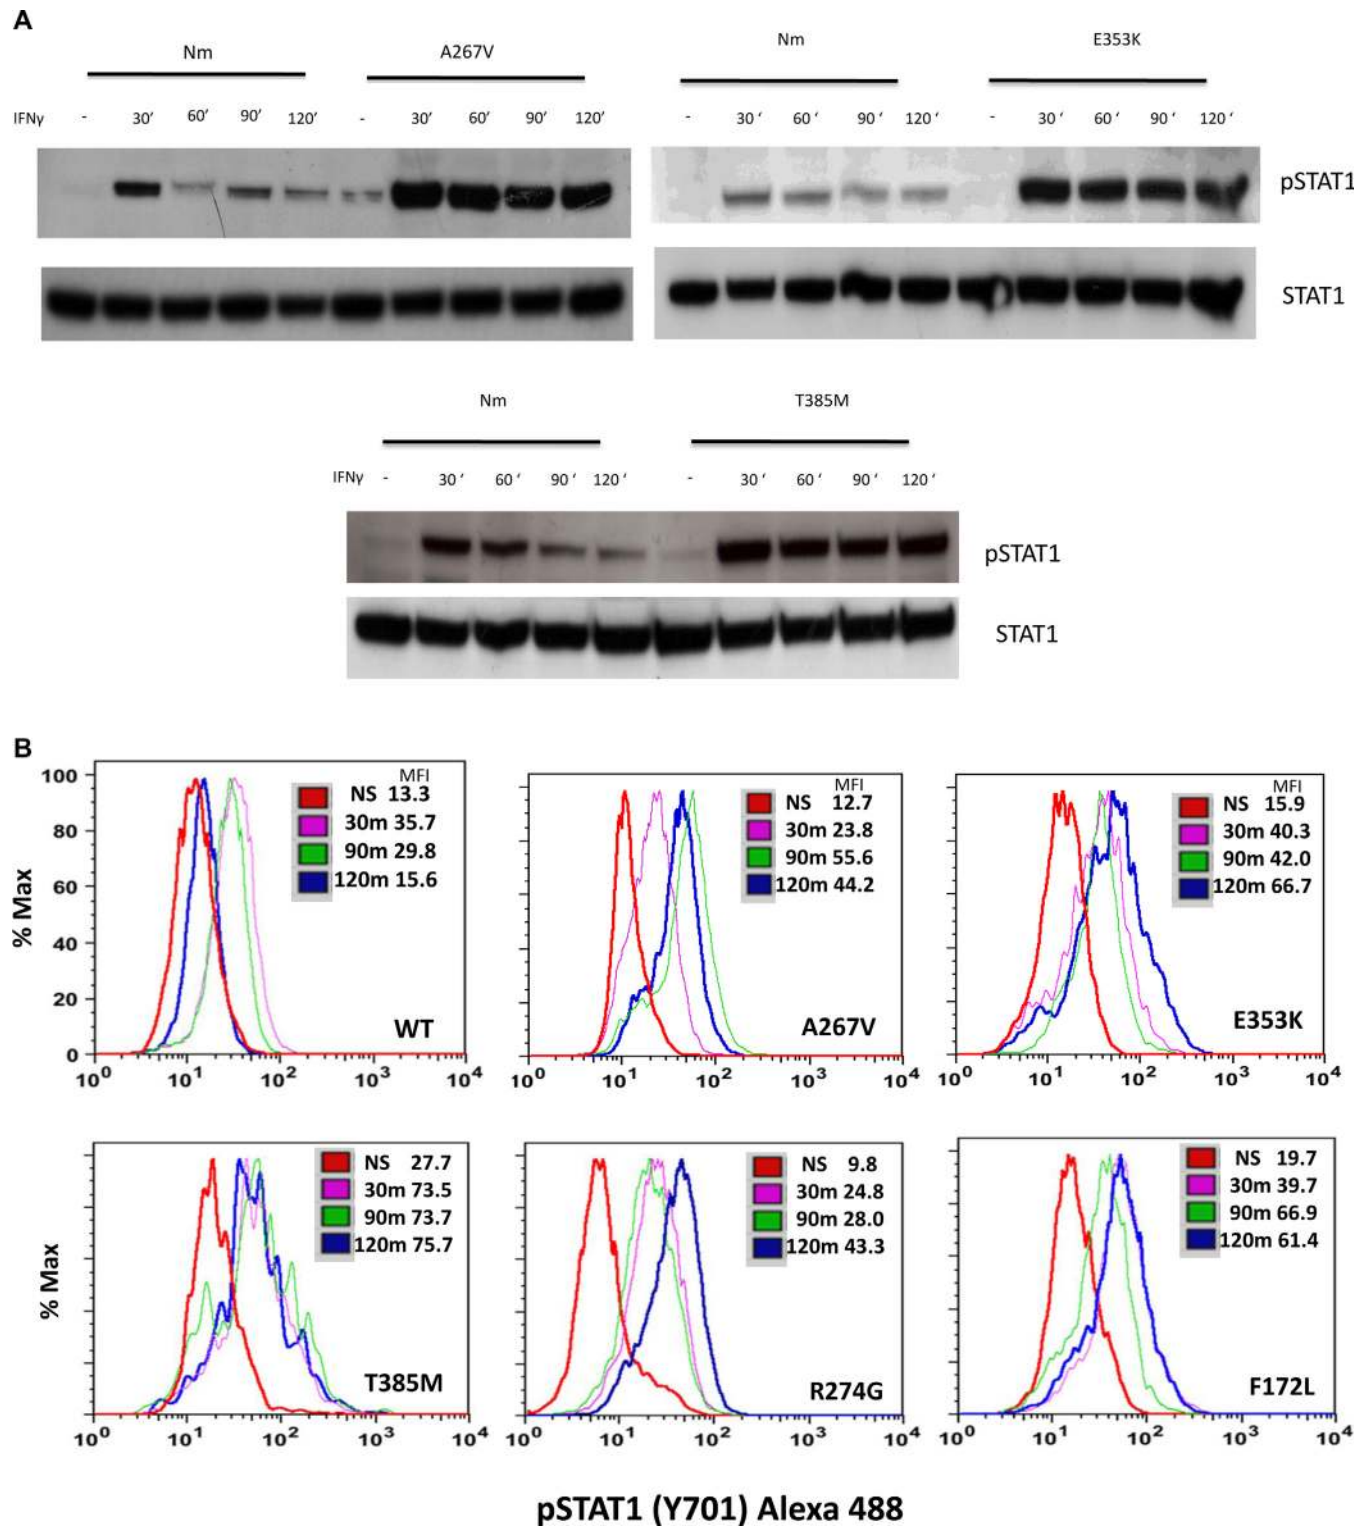 A
Nm A267V Nm E353K
IFNγ - 30′ 60′ 90′ 120′ - 30′ 60′ 90′ 120′ - 30 ′ 60 ′ 90 ′ 120 ′ - 30 ′ 60 ′ 90 ′ 120 ′
pSTAT1
STAT1
Nm T385M
IFNγ - 30 ′ 60 ′ 90 ′ 120 ′ - 30 ′ 60 ′ 90 ′ 120 ′
pSTAT1
STAT1
B
% Max
100
80
60
40
20
0
MFI
NS 13.3
30m 35.7
90m 29.8
120m 15.6
WT
10⁰ 10¹ 10² 10³ 10⁴
MFI
NS 12.7
30m 23.8
90m 55.6
120m 44.2
A267V
10⁰ 10¹ 10² 10³ 10⁴
MFI
NS 15.9
30m 40.3
90m 42.0
120m 66.7
E353K
10⁰ 10¹ 10² 10³ 10⁴
% Max
NS 27.7
30m 73.5
90m 73.7
120m 75.7
T385M
10⁰ 10¹ 10² 10³ 10⁴
NS 9.8
30m 24.8
90m 28.0
120m 43.3
R274G
10⁰ 10¹ 10² 10³ 10⁴
NS 19.7
30m 39.7
90m 66.9
120m 61.4
F172L
10⁰ 10¹ 10² 10³ 10⁴
pSTAT1 (Y701) Alexa 488